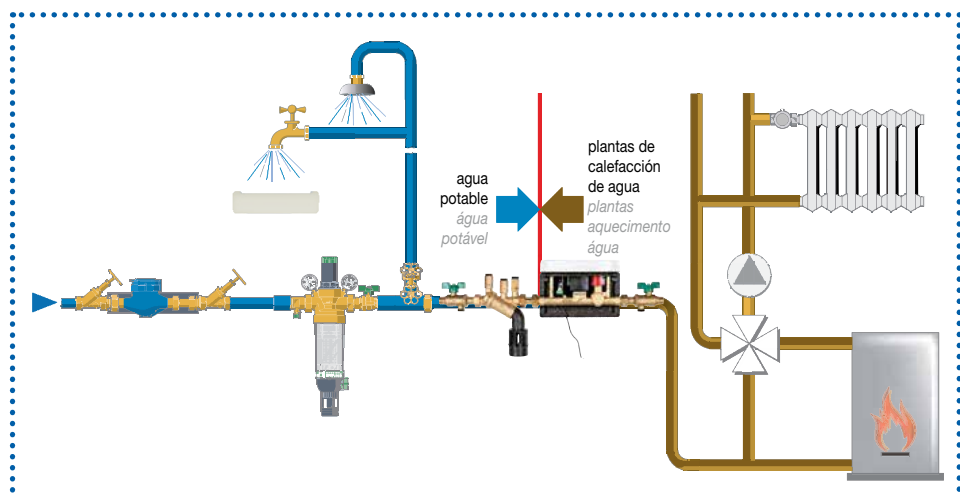 agua
potable
água
potável
plantas de
calefacción
de agua
plantas
aquecimento
água